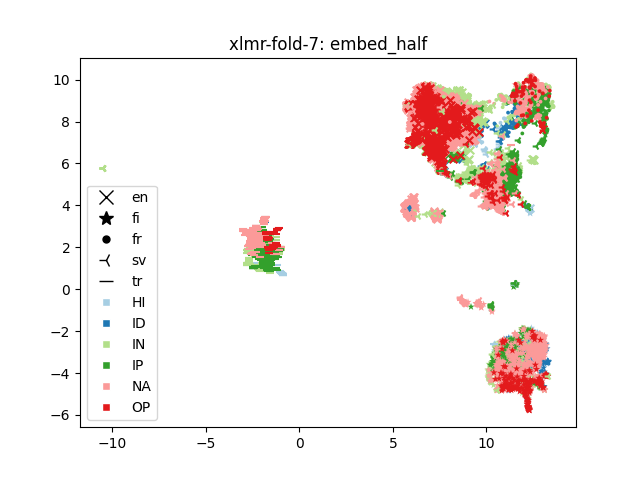 xlmr-fold-7: embed_half
10
8
6
4
2
0
−2
−4
−6
en
fi
fr
sv
tr
HI
ID
IN
IP
NA
OP
−10 −5 0 5 10